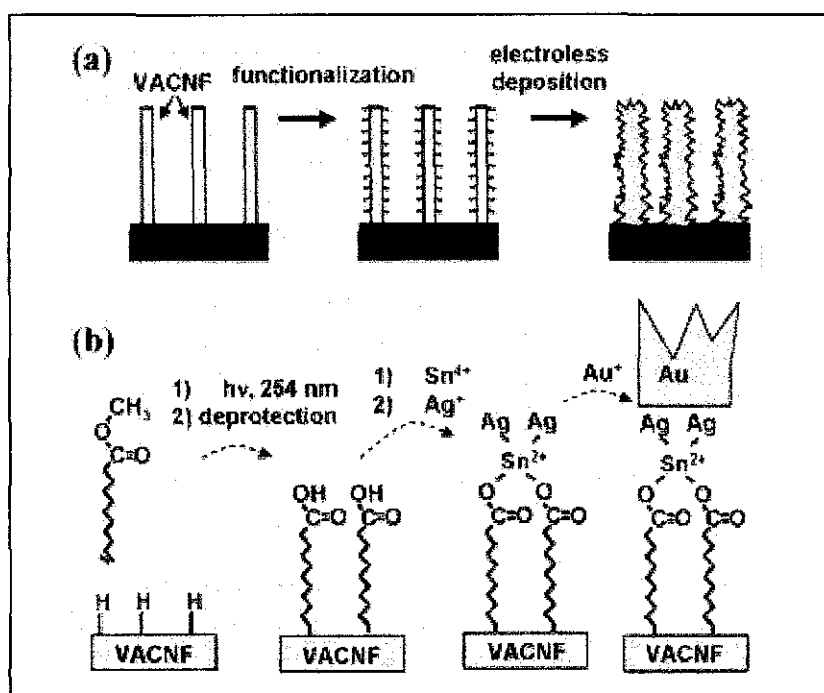 (a)
VACNF
functionalization
electroless
deposition
(b)
CH₃
O
C=O
H H H
VACNF
1) hv, 254 nm
2) deprotection
OH OH
C=O C=O
VACNF
1) Sn⁴⁺
2) Ag⁺
Ag Ag
Sn²⁺
O O
C=O C=O
VACNF
Au⁺
Au
Ag Ag
Sn²⁺
O O
C=O C=O
VACNF